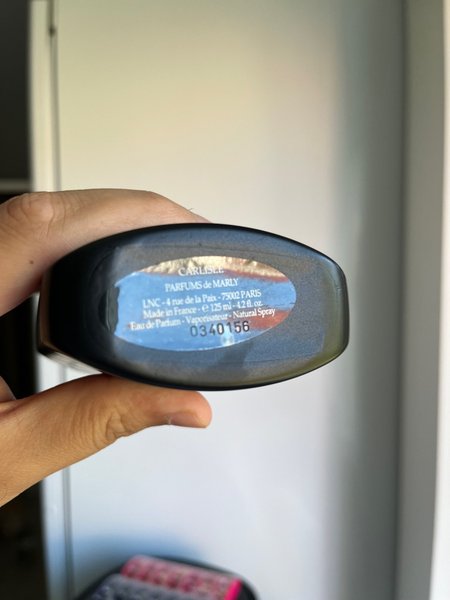 CARLISLE
PARFUMS de MARLY
LNC - 4 rue de la Paix - 75002 PARIS
Made in France - ℮ 125 ml - 4.2 fl. oz.
Eau de Parfum - Vaporisateur - Natural Spray
0340156